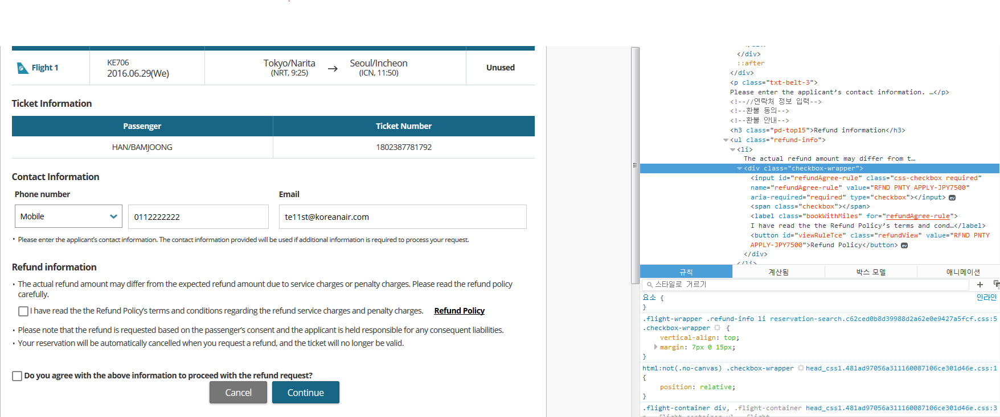 Flight 1
KE706
2016.06.29(We)
Tokyo/Narita
(NRT, 9:25)
→
Seoul/Incheon
(ICN, 11:50)
Unused
Ticket Information
Passenger
Ticket Number
HAN/BAMJOONG
1802387781792
Contact Information
Phone number
Email
Mobile
0112222222
te11st@koreanair.com
• Please enter the applicant’s contact information. The contact information provided will be used if additional information is required to process your request.
Refund information
• The actual refund amount may differ from the expected refund amount due to service charges or penalty charges. Please read the refund policy
carefully.
I have read the the Refund Policy’s terms and conditions regarding the refund service charges and penalty charges. Refund Policy
• Please note that the refund is requested based on the passenger’s consent and the applicant is held responsible for any consequent liabilities.
• Your reservation will be automatically cancelled when you request a refund, and the ticket will no longer be valid.
Do you agree with the above information to proceed with the refund request?
Cancel
Continue
</div>
::after
</div>
<p class="txt-belt-3">
Please enter the applicant’s contact information. …</p>
<!--//연락처 정보 입력-->
<!--환불 동의-->
<!--환불 안내-->
<h3 class="pd-top15">Refund information</h3>
<ul class="refund-info">
<li>
The actual refund amount may differ from t…
<div class="checkbox-wrapper">
<input id="refundAgree-rule" class="css-checkbox required"
name="refundAgree-rule" value="RFND PNTY APPLY-JPY7500"
aria-required="required" type="checkbox"></input> ev
<span class="checkbox"></span>
<label class="bookWithMiles" for="refundAgree-rule">
I have read the the Refund Policy’s terms and cond…</label>
<button id="viewRuleTce" class="refundView" value="RFND PNTY
APPLY-JPY7500">Refund Policy</button> ev
</div>
</li>
규칙
계산됨
박스 모델
애니메이션
스타일로 거르기
요소 {
인라인
}
.flight-wrapper .refund-info li reservation-search.c62ced0b8d39988d2a62e0e9427a5fcf.css:5
.checkbox-wrapper {
vertical-align: top;
margin: 7px 0 15px;
}
html:not(.no-canvas) .checkbox-wrapper head_css1.481ad97056a311160087106ce301d46e.css:1
{
position: relative;
}
.flight-container div, .flight-container head_css1.481ad97056a311160087106ce301d46e.css:3